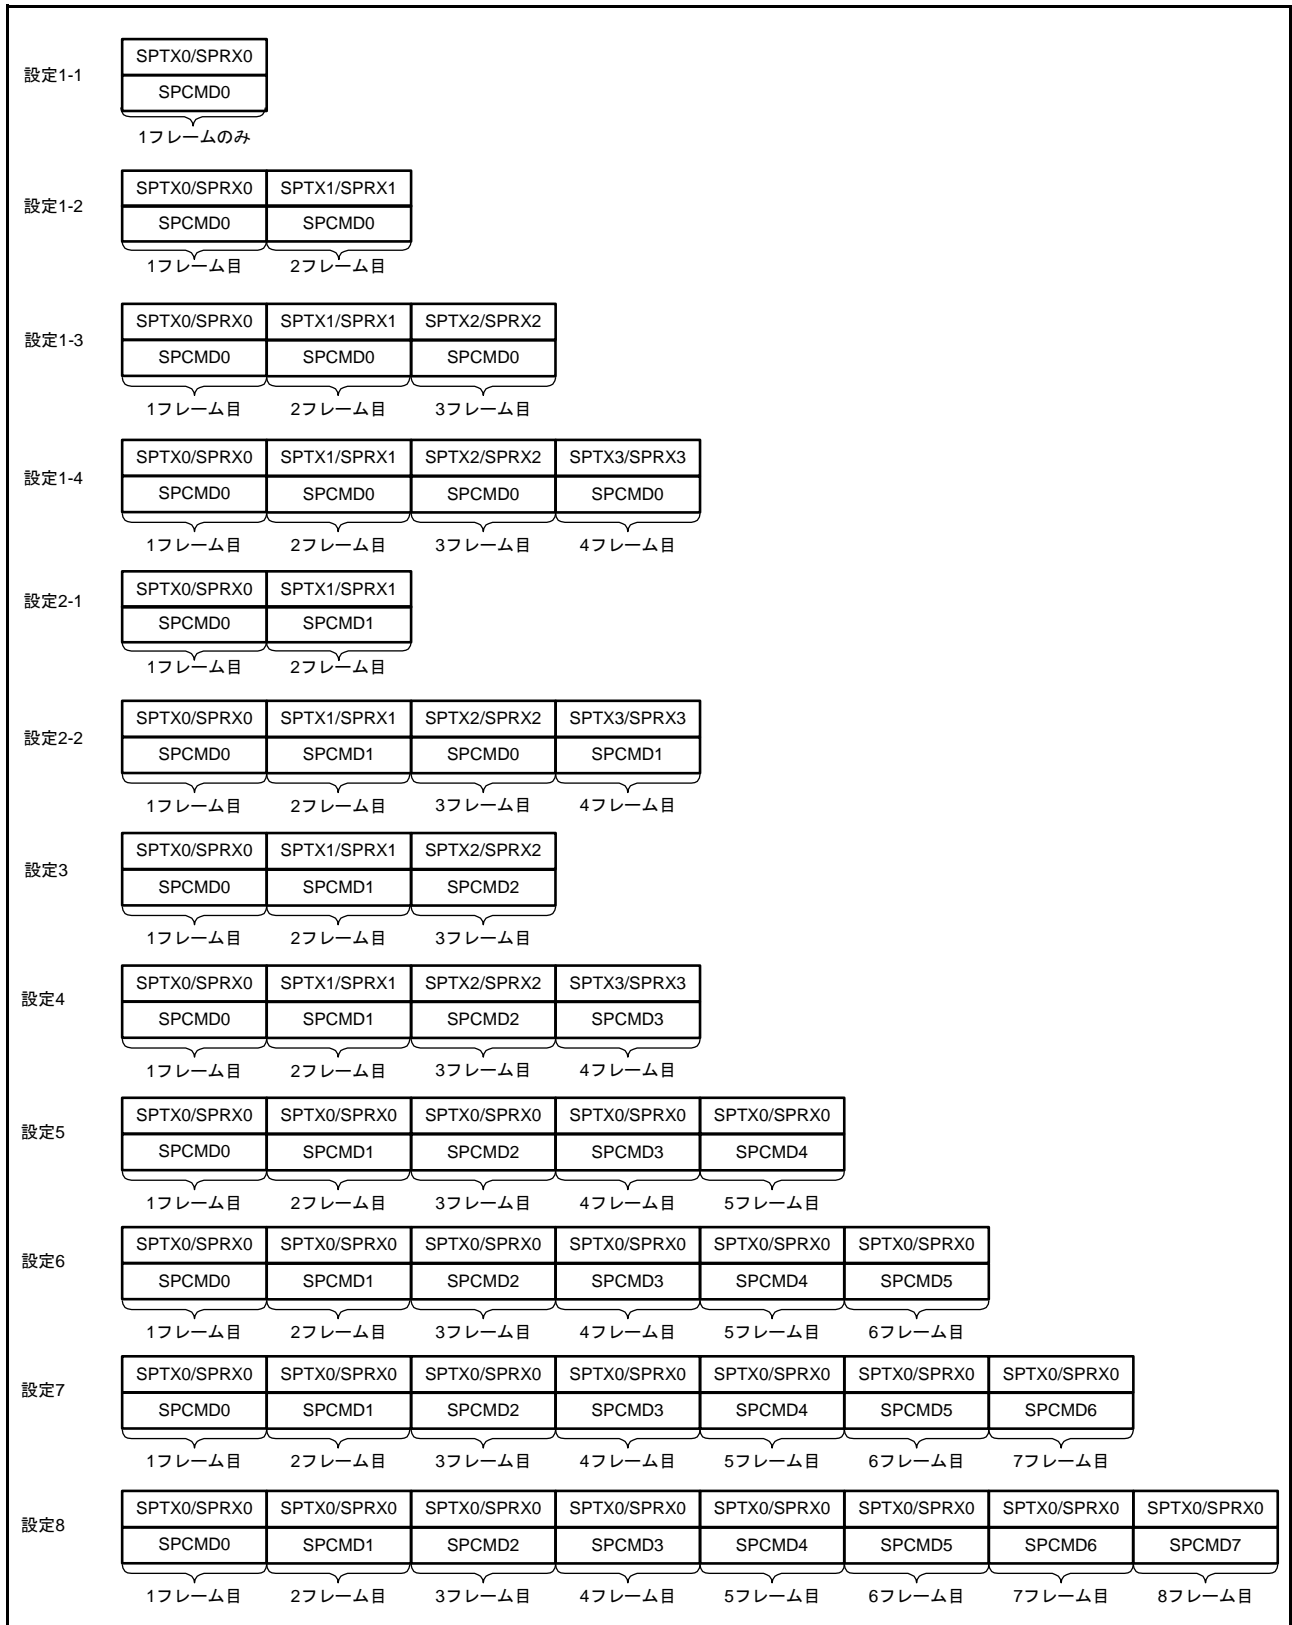 設定1-1
SPTX0/SPRX0
SPCMD0
1フレームのみ
設定1-2
SPTX0/SPRX0 SPTX1/SPRX1
SPCMD0 SPCMD0
1フレーム目 2フレーム目
設定1-3
SPTX0/SPRX0 SPTX1/SPRX1 SPTX2/SPRX2
SPCMD0 SPCMD0 SPCMD0
1フレーム目 2フレーム目 3フレーム目
設定1-4
SPTX0/SPRX0 SPTX1/SPRX1 SPTX2/SPRX2 SPTX3/SPRX3
SPCMD0 SPCMD0 SPCMD0 SPCMD0
1フレーム目 2フレーム目 3フレーム目 4フレーム目
設定2-1
SPTX0/SPRX0 SPTX1/SPRX1
SPCMD0 SPCMD1
1フレーム目 2フレーム目
設定2-2
SPTX0/SPRX0 SPTX1/SPRX1 SPTX2/SPRX2 SPTX3/SPRX3
SPCMD0 SPCMD1 SPCMD0 SPCMD1
1フレーム目 2フレーム目 3フレーム目 4フレーム目
設定3
SPTX0/SPRX0 SPTX1/SPRX1 SPTX2/SPRX2
SPCMD0 SPCMD1 SPCMD2
1フレーム目 2フレーム目 3フレーム目
設定4
SPTX0/SPRX0 SPTX1/SPRX1 SPTX2/SPRX2 SPTX3/SPRX3
SPCMD0 SPCMD1 SPCMD2 SPCMD3
1フレーム目 2フレーム目 3フレーム目 4フレーム目
設定5
SPTX0/SPRX0 SPTX0/SPRX0 SPTX0/SPRX0 SPTX0/SPRX0 SPTX0/SPRX0
SPCMD0 SPCMD1 SPCMD2 SPCMD3 SPCMD4
1フレーム目 2フレーム目 3フレーム目 4フレーム目 5フレーム目
設定6
SPTX0/SPRX0 SPTX0/SPRX0 SPTX0/SPRX0 SPTX0/SPRX0 SPTX0/SPRX0 SPTX0/SPRX0
SPCMD0 SPCMD1 SPCMD2 SPCMD3 SPCMD4 SPCMD5
1フレーム目 2フレーム目 3フレーム目 4フレーム目 5フレーム目 6フレーム目
設定7
SPTX0/SPRX0 SPTX0/SPRX0 SPTX0/SPRX0 SPTX0/SPRX0 SPTX0/SPRX0 SPTX0/SPRX0 SPTX0/SPRX0
SPCMD0 SPCMD1 SPCMD2 SPCMD3 SPCMD4 SPCMD5 SPCMD6
1フレーム目 2フレーム目 3フレーム目 4フレーム目 5フレーム目 6フレーム目 7フレーム目
設定8
SPTX0/SPRX0 SPTX0/SPRX0 SPTX0/SPRX0 SPTX0/SPRX0 SPTX0/SPRX0 SPTX0/SPRX0 SPTX0/SPRX0 SPTX0/SPRX0
SPCMD0 SPCMD1 SPCMD2 SPCMD3 SPCMD4 SPCMD5 SPCMD6 SPCMD7
1フレーム目 2フレーム目 3フレーム目 4フレーム目 5フレーム目 6フレーム目 7フレーム目 8フレーム目